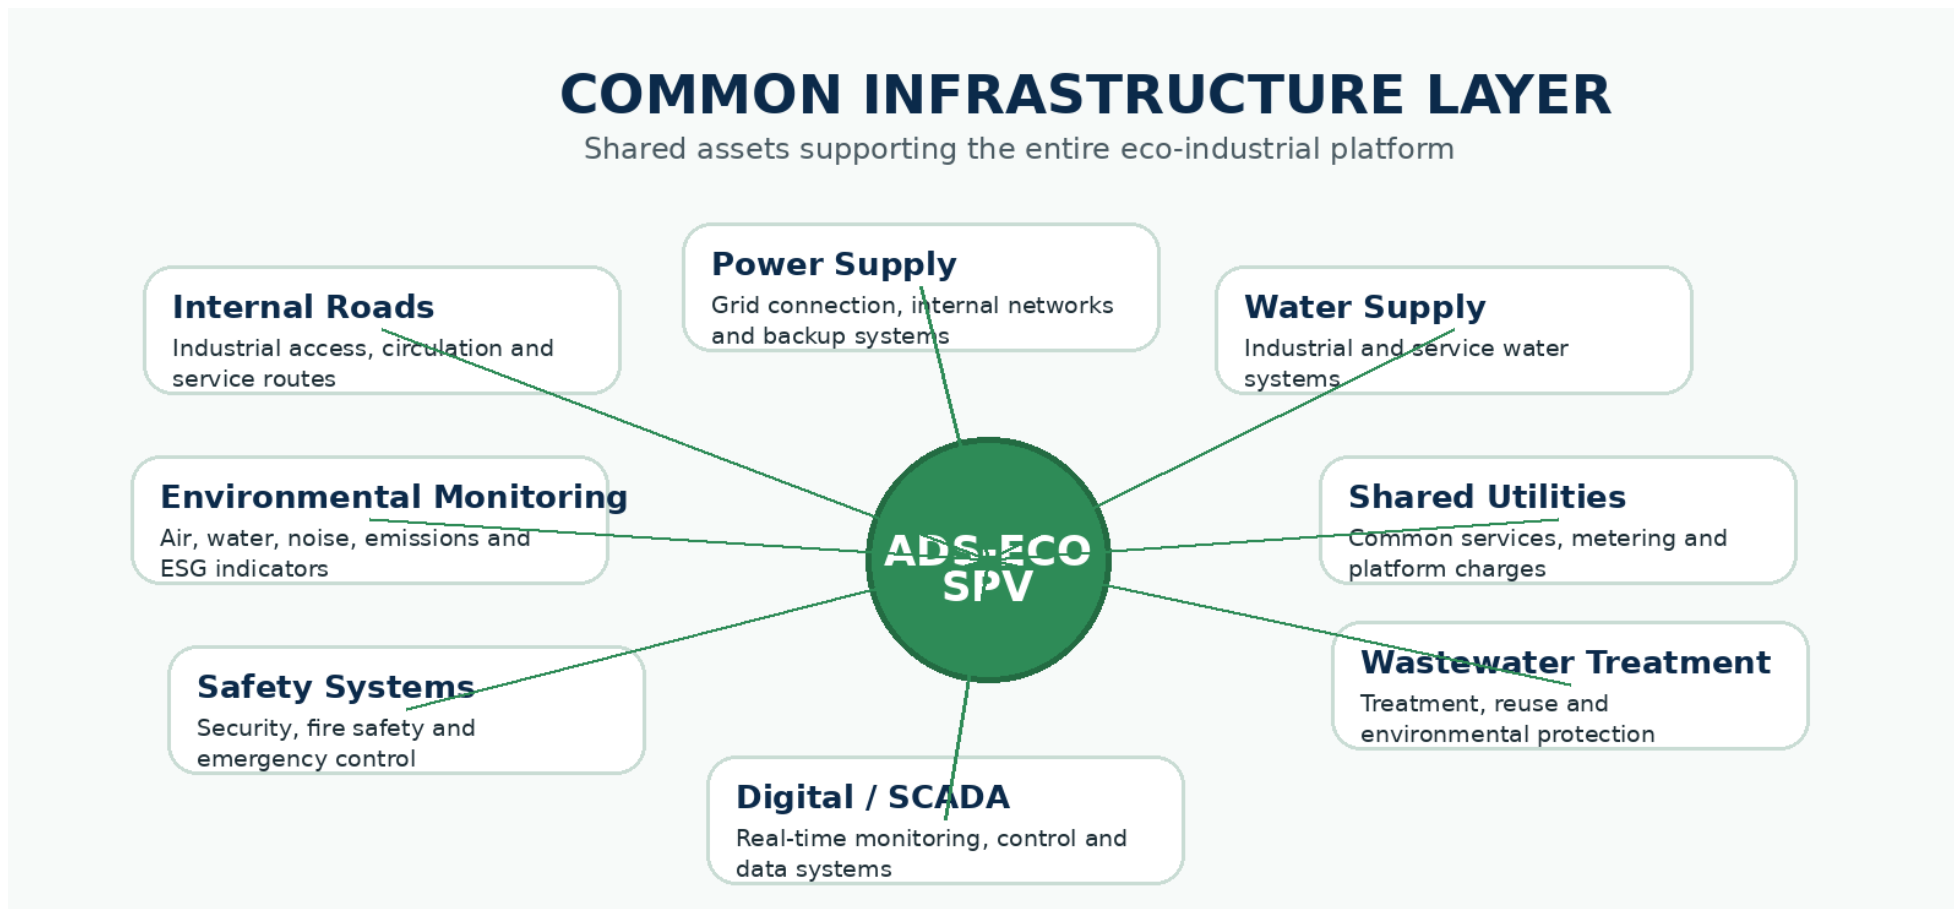 COMMON INFRASTRUCTURE LAYER
Shared assets supporting the entire eco-industrial platform
Power Supply
Grid connection, internal networks
and backup systems
Internal Roads
Industrial access, circulation and
service routes
Water Supply
Industrial and service water
systems
Environmental Monitoring
Air, water, noise, emissions and
ESG indicators
ADS-ECO
SPV
Shared Utilities
Common services, metering and
platform charges
Safety Systems
Security, fire safety and
emergency control
Wastewater Treatment
Treatment, reuse and
environmental protection
Digital / SCADA
Real-time monitoring, control and
data systems